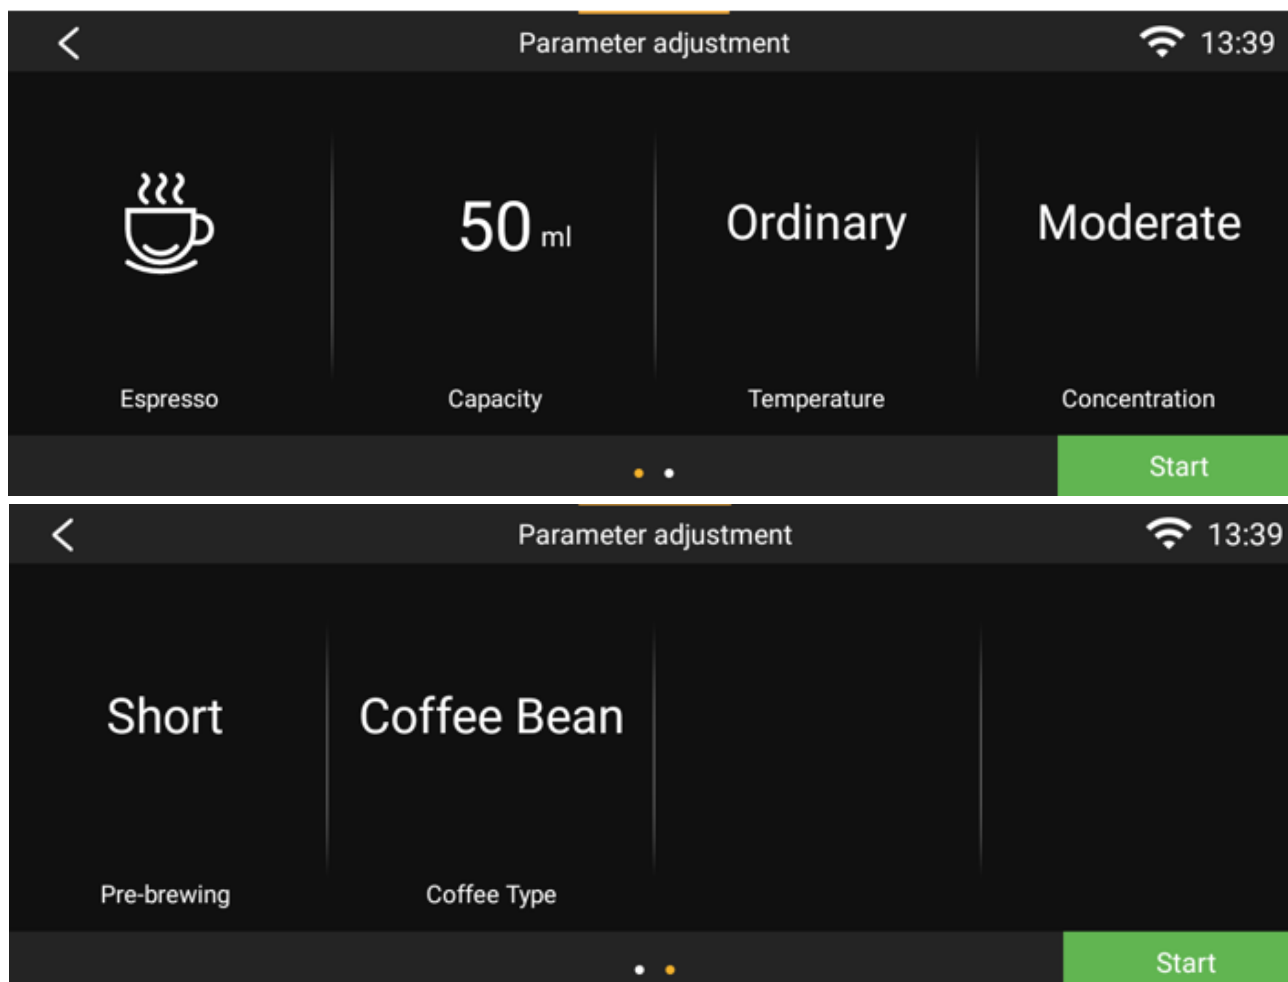 Parameter adjustment 13:39
50 ml Ordinary Moderate
Espresso Capacity Temperature Concentration
Start
Parameter adjustment 13:39
Short Coffee Bean
Pre-brewing Coffee Type
Start